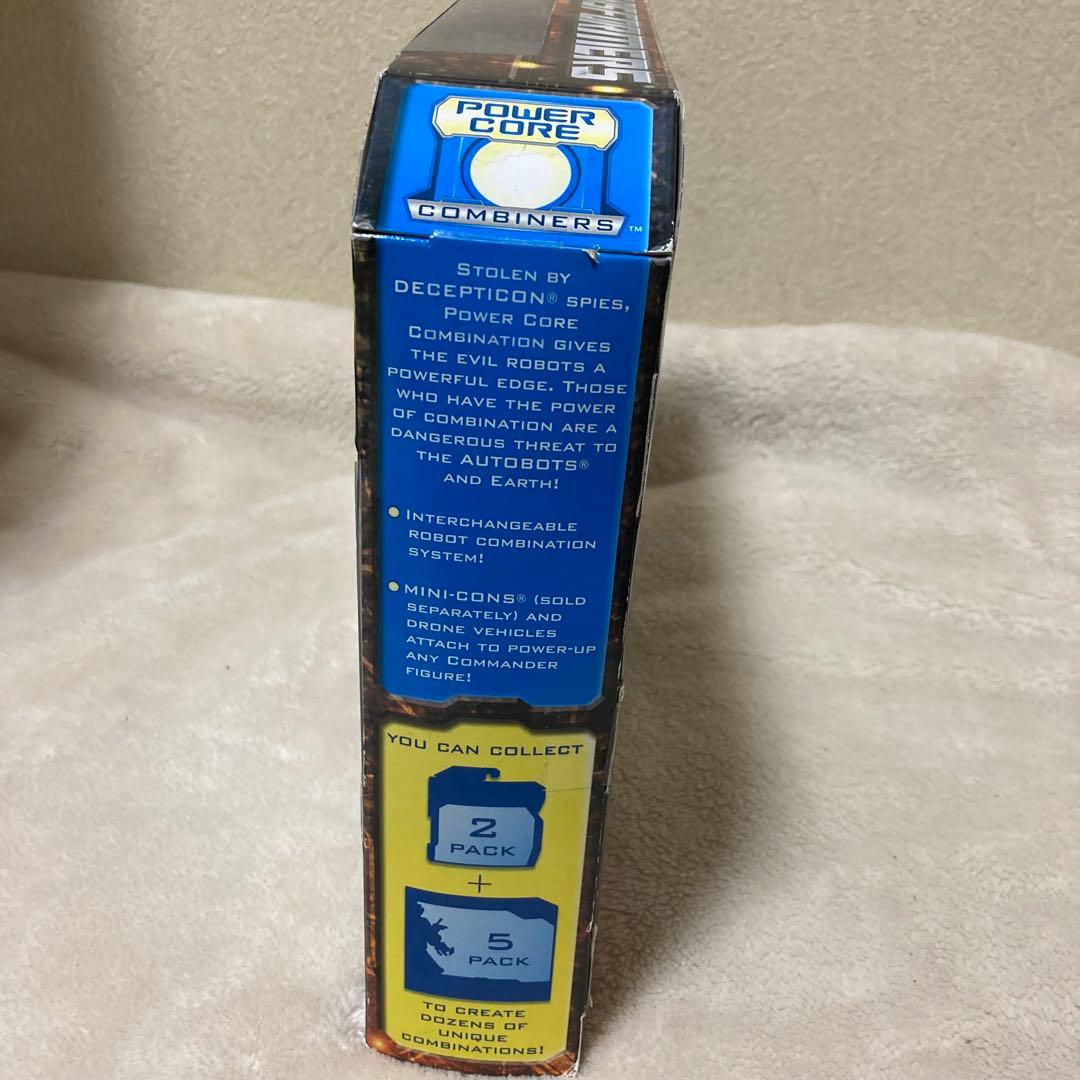 POWER
CORE
COMBINERS™
STOLEN BY
DECEPTICON® SPIES,
POWER CORE
COMBINATION GIVES
THE EVIL ROBOTS A
POWERFUL EDGE. THOSE
WHO HAVE THE POWER
OF COMBINATION ARE A
DANGEROUS THREAT TO
THE AUTOBOTS®
AND EARTH!
• INTERCHANGEABLE
ROBOT COMBINATION
SYSTEM!
• MINI-CONS® (SOLD
SEPARATELY) AND
DRONE VEHICLES
ATTACH TO POWER-UP
ANY COMMANDER
FIGURE!
YOU CAN COLLECT
2
PACK
+
5
PACK
TO CREATE
DOZENS OF
UNIQUE
COMBINATIONS!